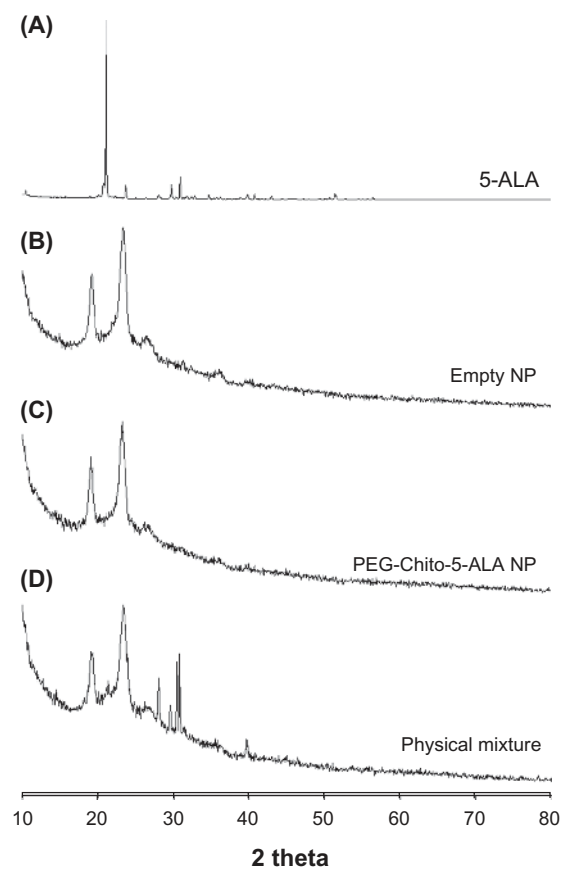 (A)
5-ALA
(B)
Empty NP
(C)
PEG-Chito-5-ALA NP
(D)
Physical mixture
10 20 30 40 50 60 70 80
2 theta